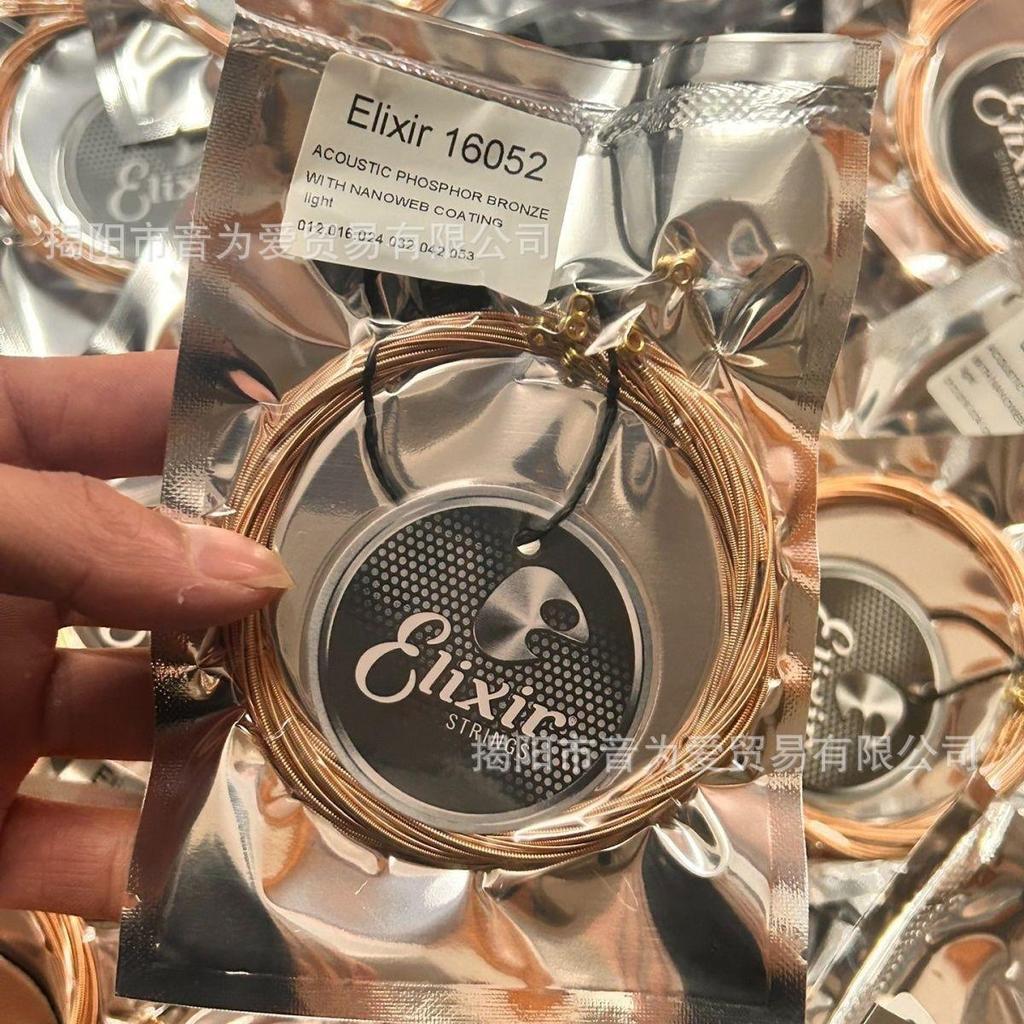 Elixir 16052
ACOUSTIC PHOSPHOR BRONZE
WITH NANOWEB COATING
light
012 016 024 032 042 053
揭阳市音为爱贸易有限公司
Elixir
STRINGS
揭阳市音为爱贸易有限公司
Elixir